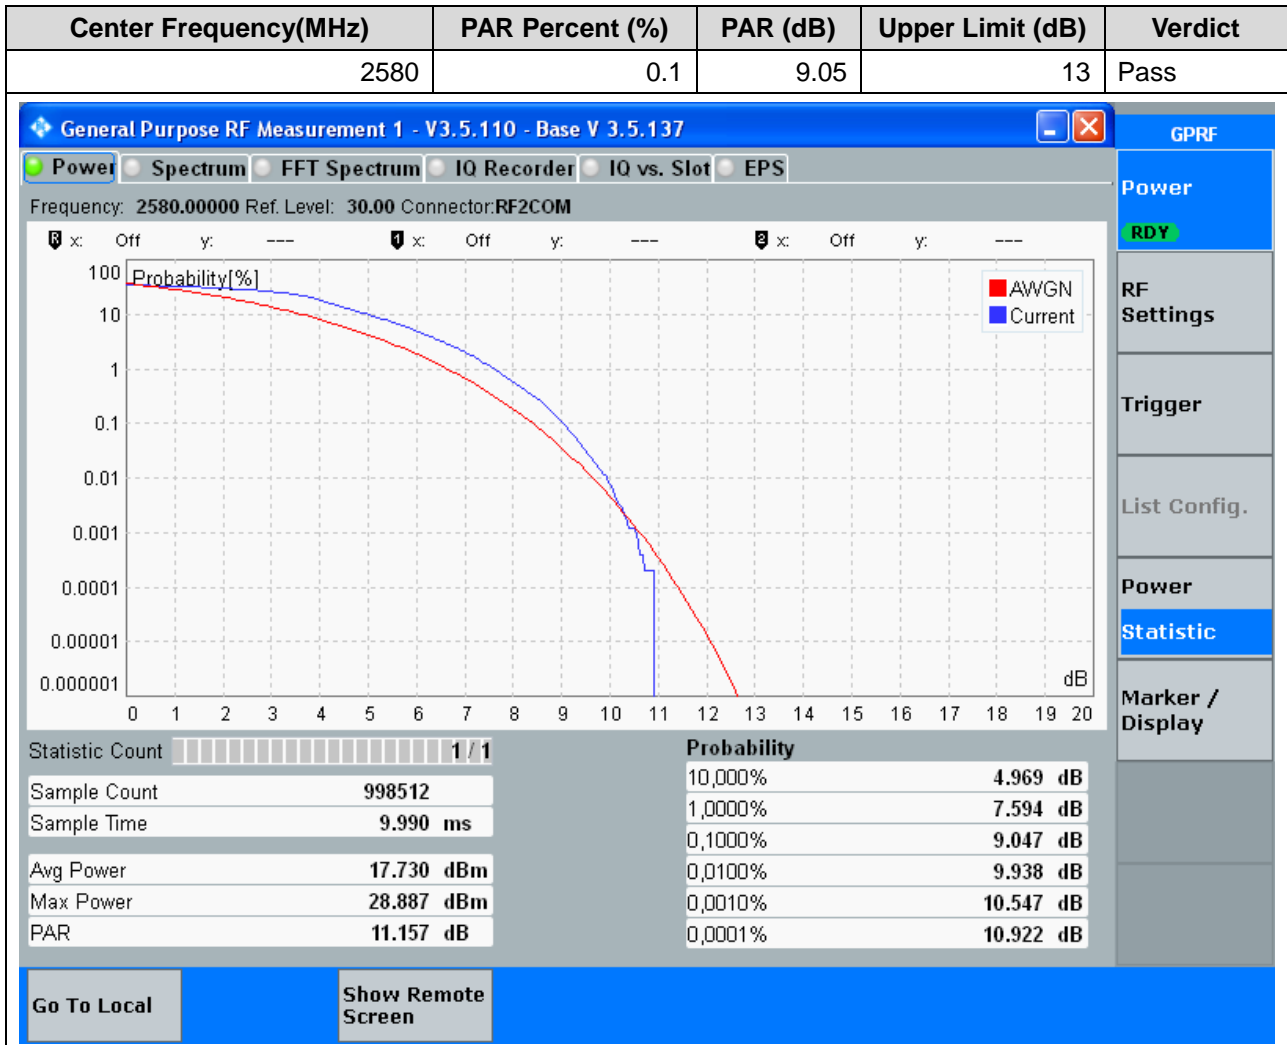 Center Frequency(MHz) PAR Percent (%) PAR (dB) Upper Limit (dB) Verdict
2580 0.1 9.05 13 Pass
General Purpose RF Measurement 1 - V3.5.110 - Base V 3.5.137
GPRF
Power Spectrum FFT Spectrum IQ Recorder IQ vs. Slot EPS
Frequency: 2580.00000 Ref. Level: 30.00 Connector:RF2COM
R x: Off y: --- 1 x: Off y: --- 2 x: Off y: ---
Probability[%]
100
10
1
0.1
0.01
0.001
0.0001
0.00001
0.000001
AWGN
Current
dB
0 1 2 3 4 5 6 7 8 9 10 11 12 13 14 15 16 17 18 19 20
Statistic Count 1 / 1
Sample Count 998512
Sample Time 9.990 ms
Avg Power 17.730 dBm
Max Power 28.887 dBm
PAR 11.157 dB
Probability
10,000% 4.969 dB
1,0000% 7.594 dB
0,1000% 9.047 dB
0,0100% 9.938 dB
0,0010% 10.547 dB
0,0001% 10.922 dB
Power
RDY
RF
Settings
Trigger
List Config.
Power
Statistic
Marker /
Display
Go To Local
Show Remote
Screen